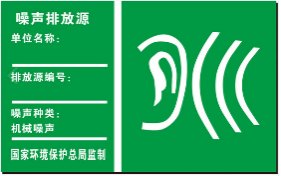 噪声排放源
单位名称：
排放源编号：
噪声种类：
机械噪声
国家环境保护总局监制